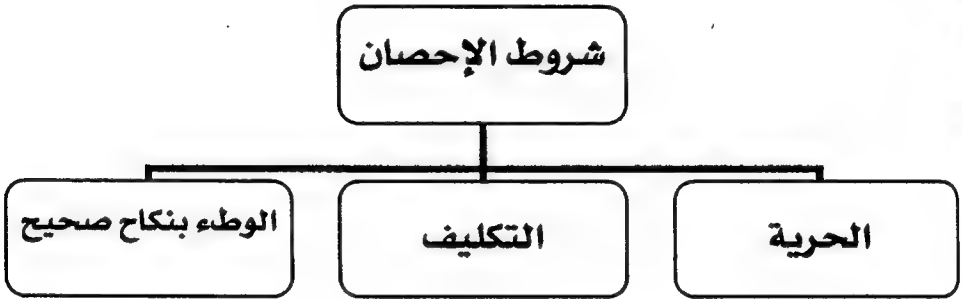 شروط الإحصان
الحرية
التكليف
الوطء بنكاح صحيح